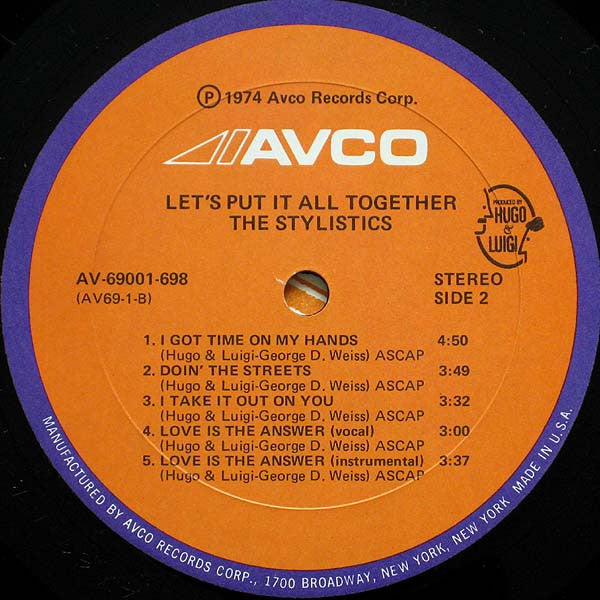 Ⓟ 1974 Avco Records Corp.
AVCO
LET'S PUT IT ALL TOGETHER
THE STYLISTICS
PRODUCED BY
HUGO
&
LUIGI
AV-69001-698
(AV69-1-B)
STEREO
SIDE 2
1. I GOT TIME ON MY HANDS 4:50
(Hugo & Luigi-George D. Weiss) ASCAP
2. DOIN' THE STREETS 3:49
(Hugo & Luigi-George D. Weiss) ASCAP
3. I TAKE IT OUT ON YOU 3:32
(Hugo & Luigi-George D. Weiss) ASCAP
4. LOVE IS THE ANSWER (vocal) 3:00
(Hugo & Luigi-George D. Weiss) ASCAP
5. LOVE IS THE ANSWER (instrumental) 3:37
(Hugo & Luigi-George D. Weiss) ASCAP
MANUFACTURED BY AVCO RECORDS CORP., 1700 BROADWAY, NEW YORK, NEW YORK MADE IN U.S.A.